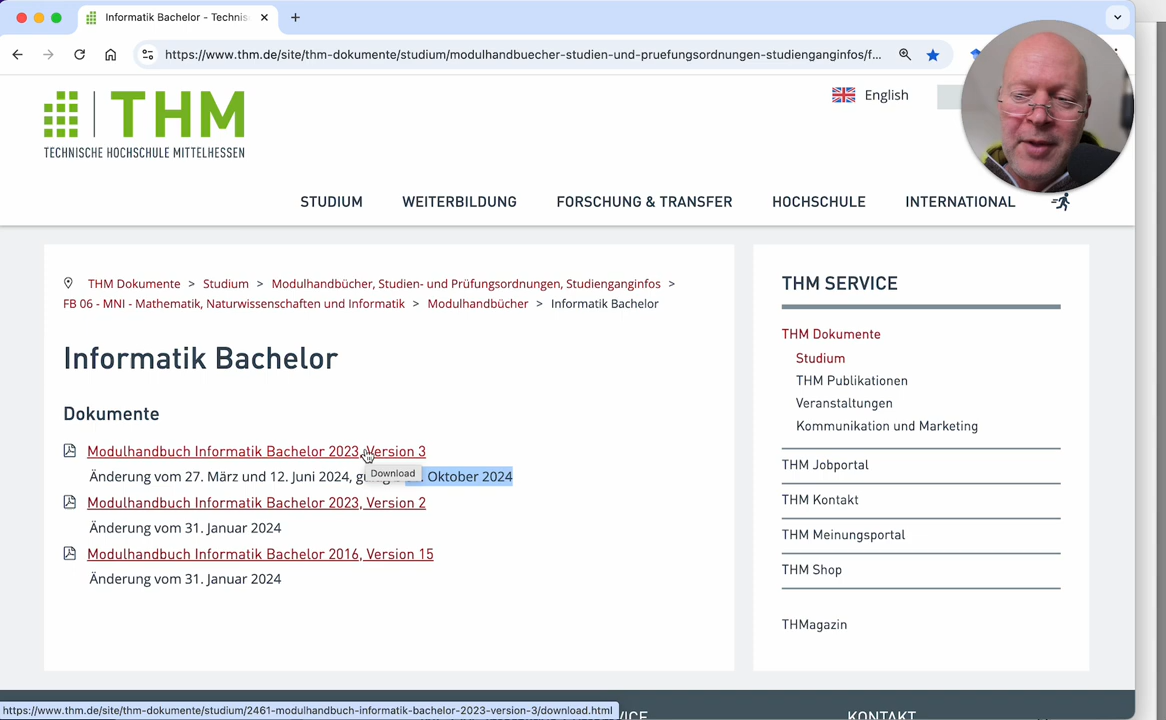 Informatik Bachelor - Technis
https://www.thm.de/site/thm-dokumente/studium/modulhandbuecher-studien-und-pruefungsordnungen-studienganginfos/f...
English
THM
TECHNISCHE HOCHSCHULE MITTELHESSEN
STUDIUM WEITERBILDUNG FORSCHUNG & TRANSFER HOCHSCHULE INTERNATIONAL
THM Dokumente > Studium > Modulhandbücher, Studien- und Prüfungsordnungen, Studienganginfos >
FB 06 - MNI - Mathematik, Naturwissenschaften und Informatik > Modulhandbücher > Informatik Bachelor
Informatik Bachelor
Dokumente
Modulhandbuch Informatik Bachelor 2023, Version 3
Änderung vom 27. März und 12. Juni 2024, Oktober 2024
Download
Modulhandbuch Informatik Bachelor 2023, Version 2
Änderung vom 31. Januar 2024
Modulhandbuch Informatik Bachelor 2016, Version 15
Änderung vom 31. Januar 2024
THM SERVICE
THM Dokumente
Studium
THM Publikationen
Veranstaltungen
Kommunikation und Marketing
THM Jobportal
THM Kontakt
THM Meinungsportal
THM Shop
THMagazin
https://www.thm.de/site/thm-dokumente/studium/2461-modulhandbuch-informatik-bachelor-2023-version-3/download.html
KONTAKT